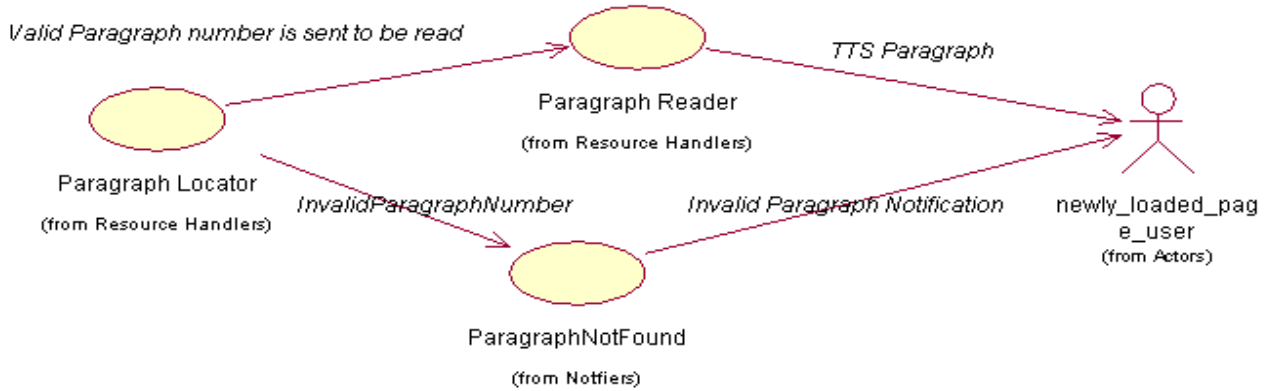 Valid Paragraph number is sent to be read
TTS Paragraph
Paragraph Reader
(from Resource Handlers)
Paragraph Locator
(from Resource Handlers)
InvalidParagraphNumber
Invalid Paragraph Notification
newly_loaded_pag
e_user
(from Actors)
ParagraphNotFound
(from Notfiers)